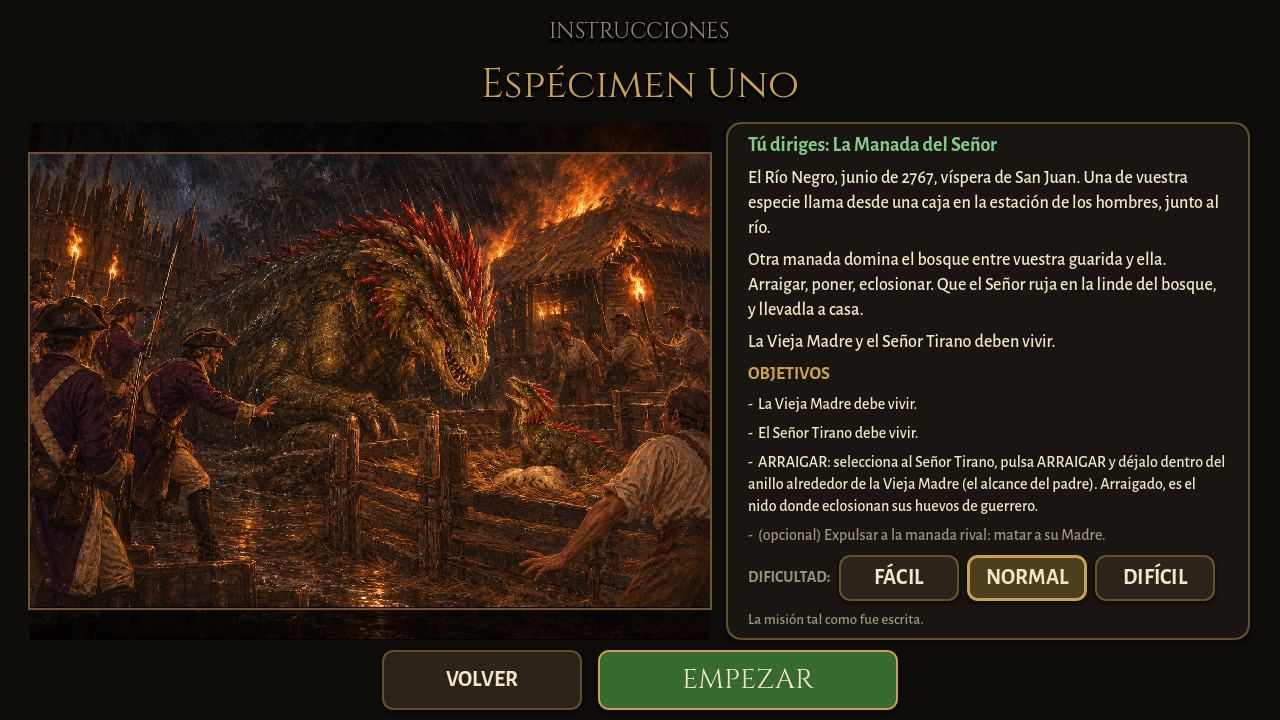 INSTRUCCIONES
Espécimen Uno
Tú diriges: La Manada del Señor
El Río Negro, junio de 2767, víspera de San Juan. Una de vuestra
especie llama desde una caja en la estación de los hombres, junto al
río.
Otra manada domina el bosque entre vuestra guarida y ella.
Arraigar, poner, eclosionar. Que el Señor ruja en la linde del bosque,
y llevadla a casa.
La Vieja Madre y el Señor Tirano deben vivir.
OBJETIVOS
- La Vieja Madre debe vivir.
- El Señor Tirano debe vivir.
- ARRAIGAR: selecciona al Señor Tirano, pulsa ARRAIGAR y déjalo dentro del
anillo alrededor de la Vieja Madre (el alcance del padre). Arraigado, es el
nido donde eclosionan sus huevos de guerrero.
- (opcional) Expulsar a la manada rival: matar a su Madre.
DIFICULTAD: FÁCIL NORMAL DIFÍCIL
La misión tal como fue escrita.
VOLVER EMPEZAR